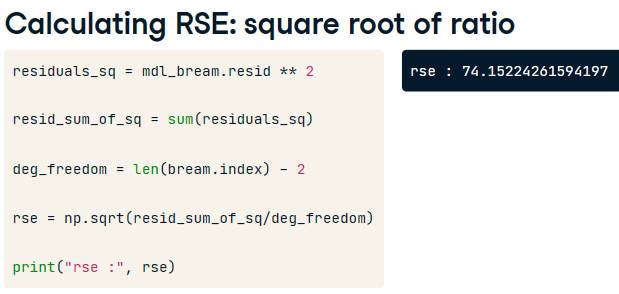 Calculating RSE: square root of ratio
residuals_sq = mdl_bream.resid ** 2
resid_sum_of_sq = sum(residuals_sq)
deg_freedom = len(bream.index) - 2
rse = np.sqrt(resid_sum_of_sq/deg_freedom)
print("rse :", rse)
rse : 74.15224261594197